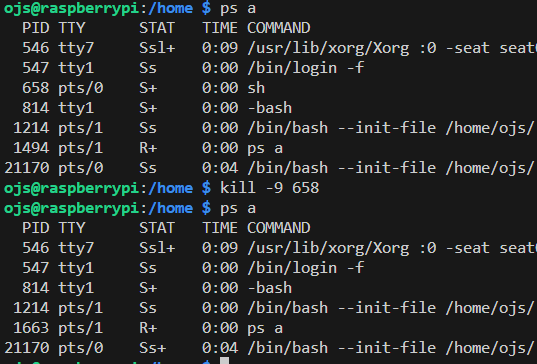 ojs@raspberrypi:/home $ ps a
    PID TTY      STAT   TIME COMMAND
    546 tty7     Ssl+   0:09 /usr/lib/xorg/Xorg :0 -seat seat
    547 tty1     Ss     0:00 /bin/login -f
    658 pts/0    S+     0:00 sh
    814 tty1     S+     0:00 -bash
   1214 pts/1    Ss     0:00 /bin/bash --init-file /home/ojs/
   1494 pts/1    R+     0:00 ps a
  21170 pts/0    Ss     0:04 /bin/bash --init-file /home/ojs/
ojs@raspberrypi:/home $ kill -9 658
ojs@raspberrypi:/home $ ps a
    PID TTY      STAT   TIME COMMAND
    546 tty7     Ssl+   0:09 /usr/lib/xorg/Xorg :0 -seat seat
    547 tty1     Ss     0:00 /bin/login -f
    814 tty1     S+     0:00 -bash
   1214 pts/1    Ss     0:00 /bin/bash --init-file /home/ojs/
   1663 pts/1    R+     0:00 ps a
  21170 pts/0    Ss+    0:04 /bin/bash --init-file /home/ojs/